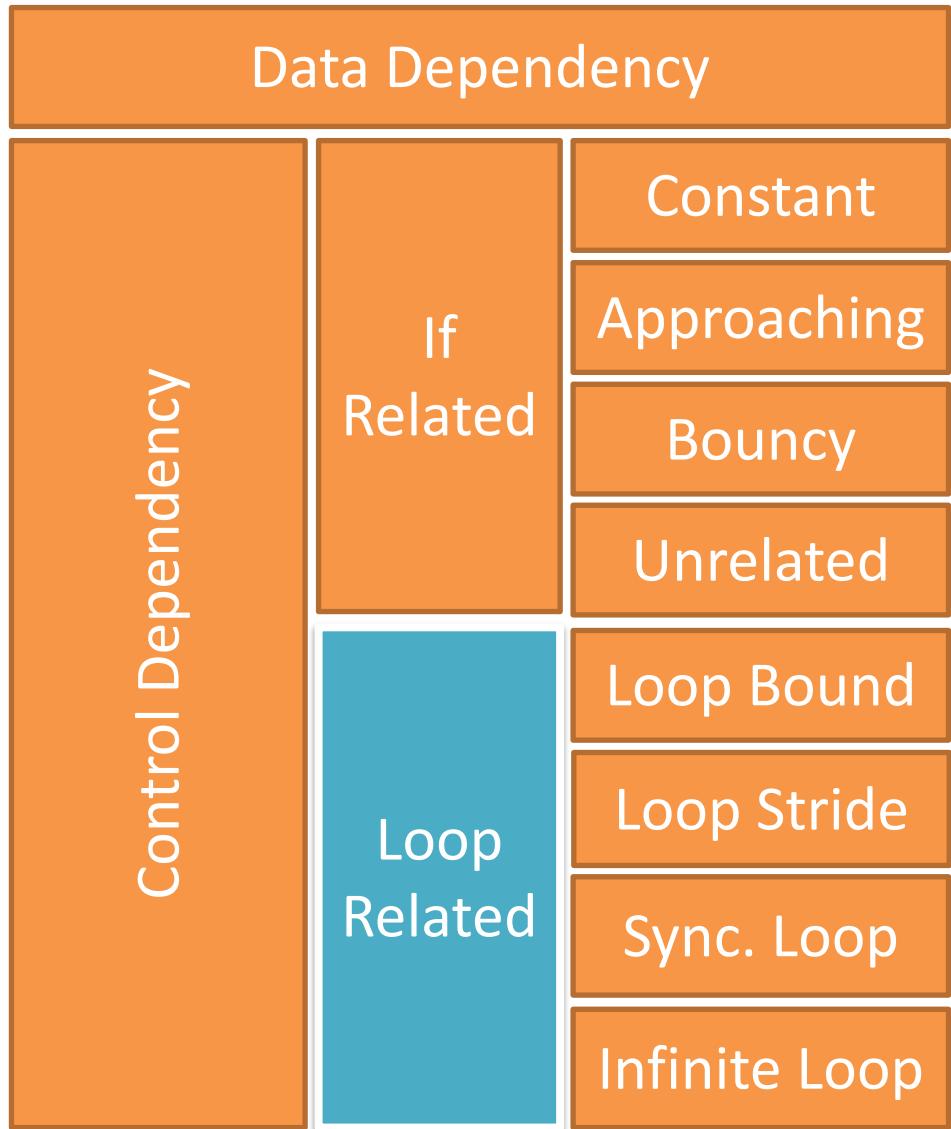 Data Dependency
Control Dependency
If
Related
Constant
Approaching
Bouncy
Unrelated
Loop
Related
Loop Bound
Loop Stride
Sync. Loop
Infinite Loop